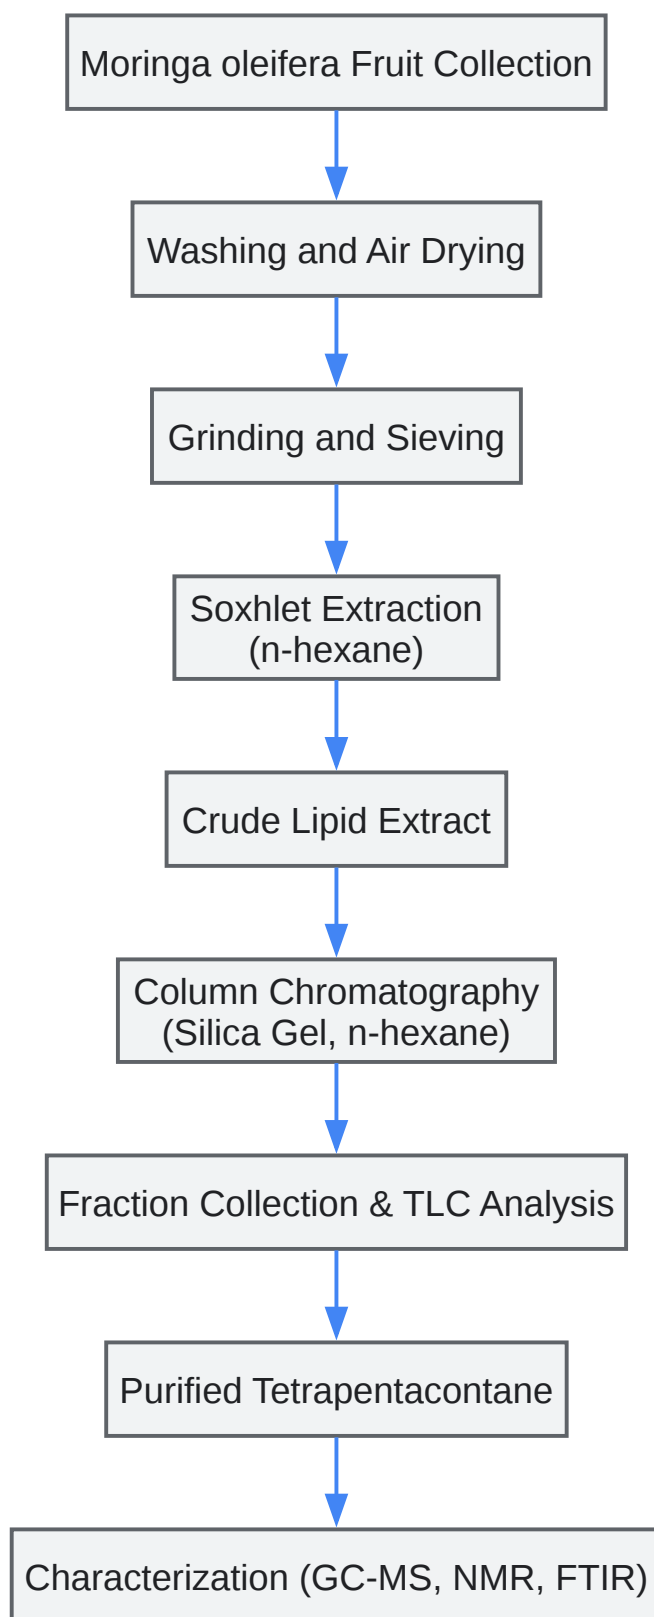 Moringa oleifera Fruit Collection
Washing and Air Drying
Grinding and Sieving
Soxhlet Extraction
(n-hexane)
Crude Lipid Extract
Column Chromatography
(Silica Gel, n-hexane)
Fraction Collection & TLC Analysis
Purified Tetrapentacontane
Characterization (GC-MS, NMR, FTIR)